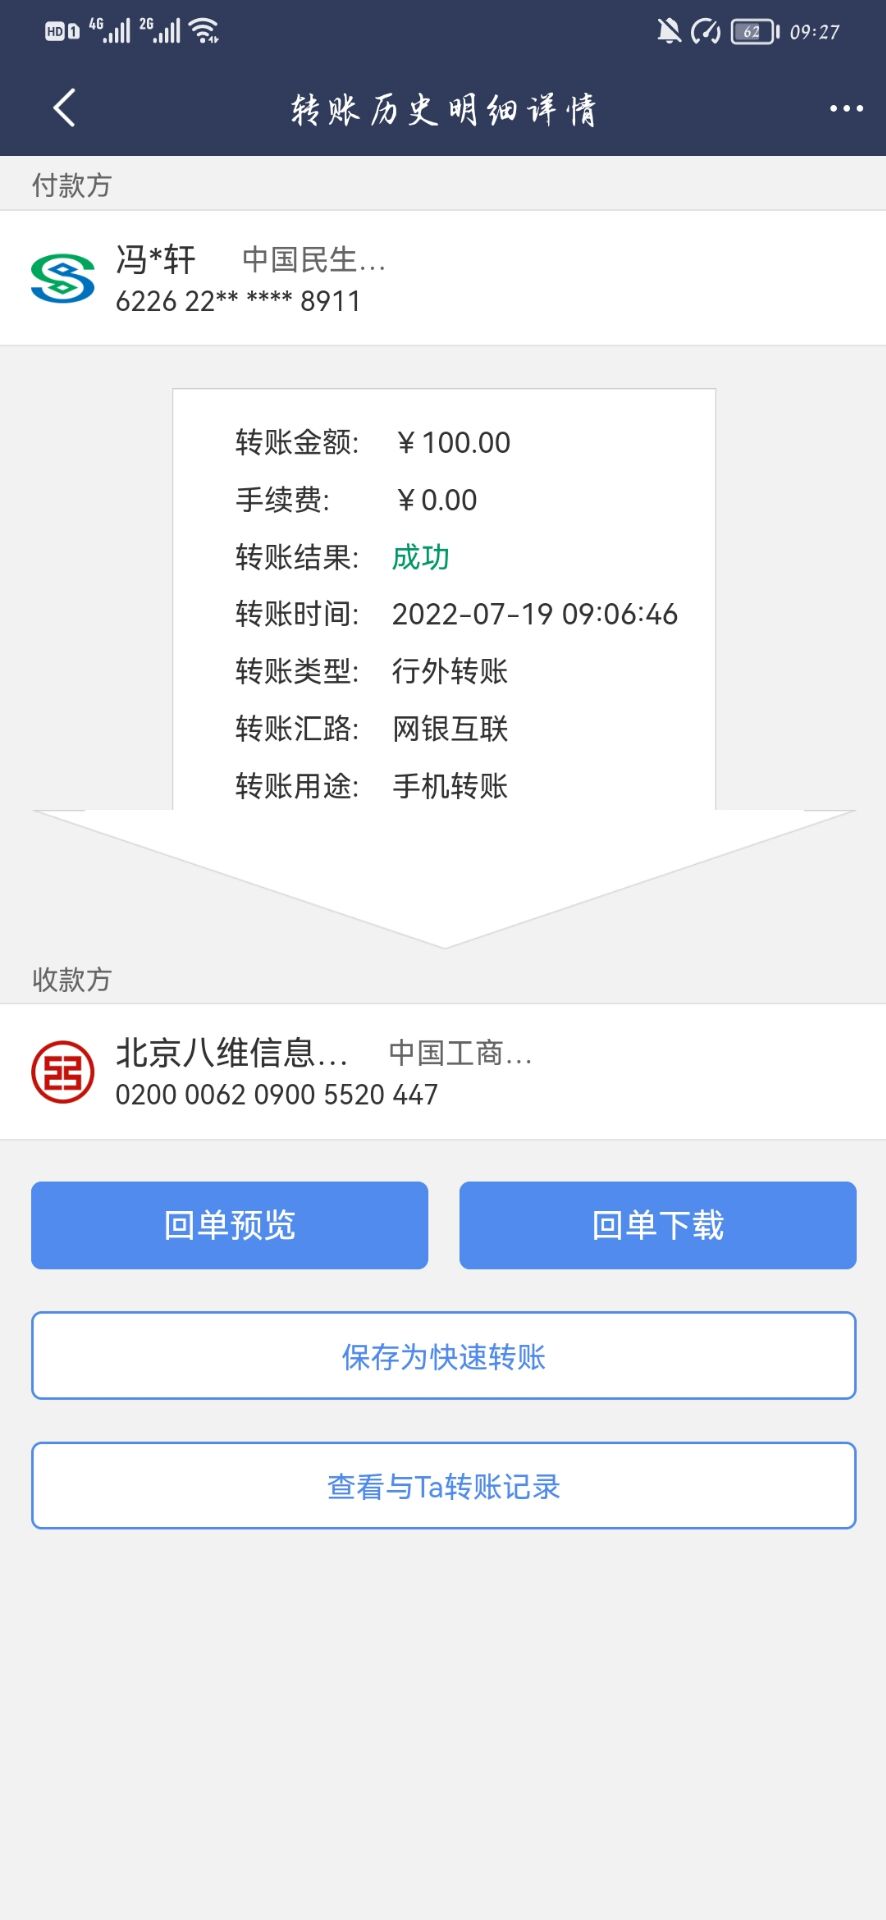 HD 1 4G 2G 62 09:27
转账历史明细详情
付款方
冯*轩 中国民生...
6226 22** **** 8911
转账金额: ￥100.00
手续费: ￥0.00
转账结果: 成功
转账时间: 2022-07-19 09:06:46
转账类型: 行外转账
转账汇路: 网银互联
转账用途: 手机转账
收款方
北京八维信息... 中国工商...
0200 0062 0900 5520 447
回单预览 回单下载
保存为快速转账
查看与Ta转账记录